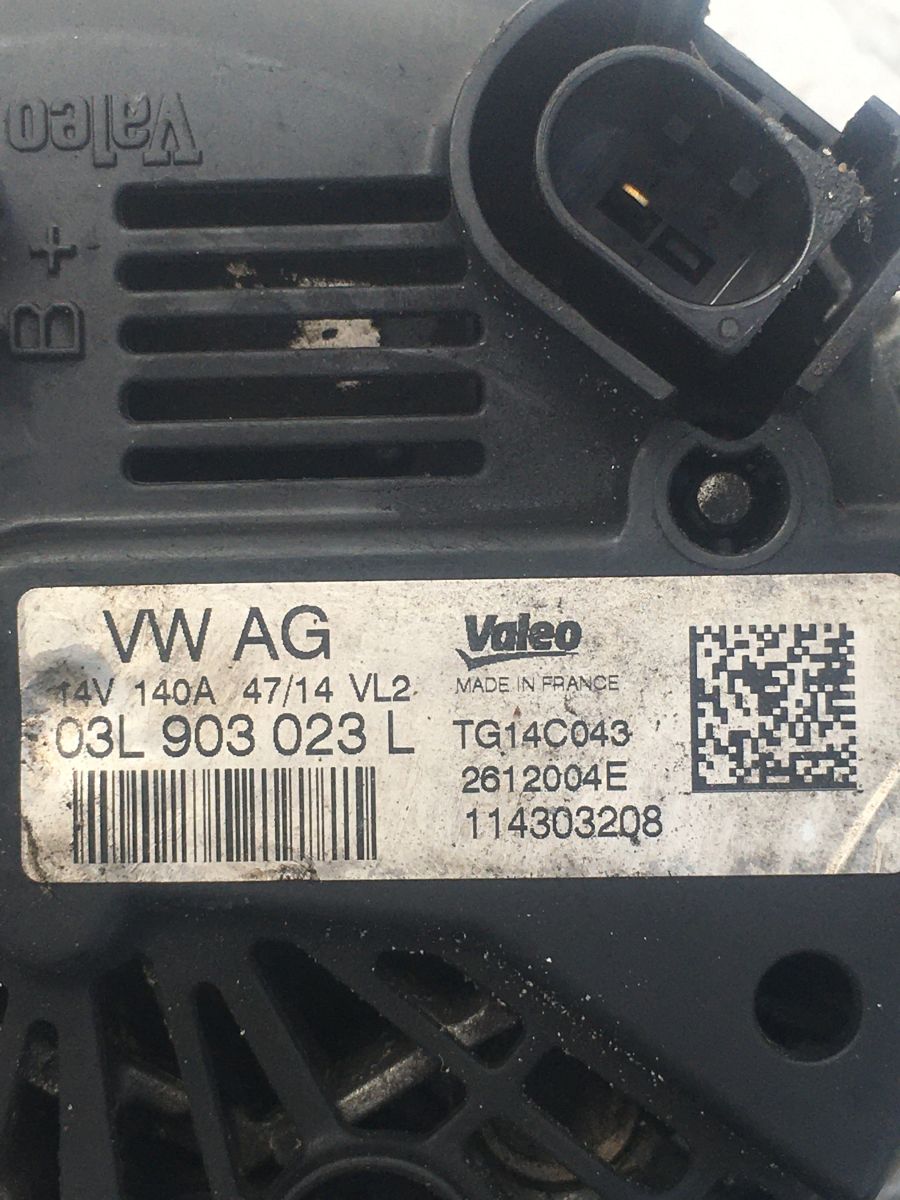 Valeo
B+
VW AG
14V 140A 47/14 VL2
03L 903 023 L
Valeo
MADE IN FRANCE
TG14C043
2612004E
114303208